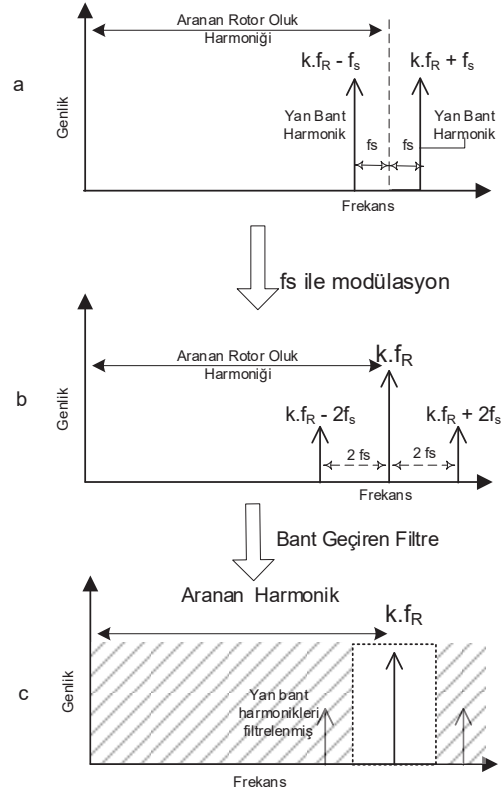 Aranan Rotor Oluk
Harmoniği
a
Genlik
k.fR - fs
k.fR + fs
Yan Bant
Harmonik
fs
fs
Yan Bant
Harmonik
Frekans
fs ile modülasyon
Aranan Rotor Oluk
Harmoniği
b
Genlik
k.fR
k.fR - 2fs
k.fR + 2fs
2 fs
2 fs
Frekans
Bant Geçiren Filtre
Aranan Harmonik
k.fR
c
Genlik
Yan bant
harmonikleri
filtrelenmiş
Frekans